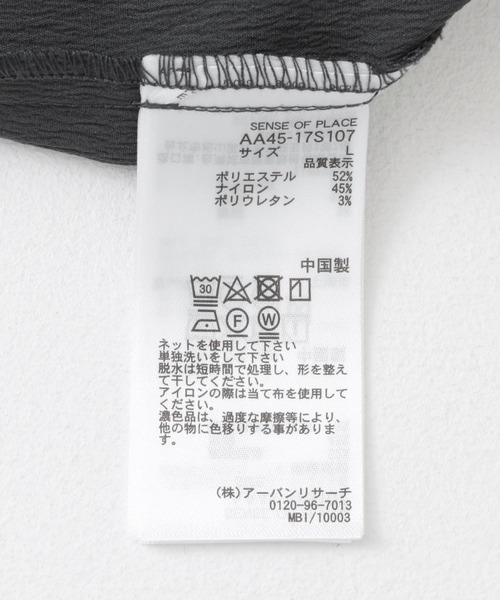 SENSE OF PLACE
AA45-17S107
サイズ L
品質表示
ポリエステル 52%
ナイロン 45%
ポリウレタン 3%
中国製
30
F W
ネットを使用して下さい
単独洗いをして下さい
脱水は短時間で処理し、形を整え
て干してください。
アイロンの際は当て布を使用して
ください。
濃色品は、過度な摩擦等により、
他の物に色移りする事がありま
す。
(株)アーバンリサーチ
0120-96-7013
MBI/10003